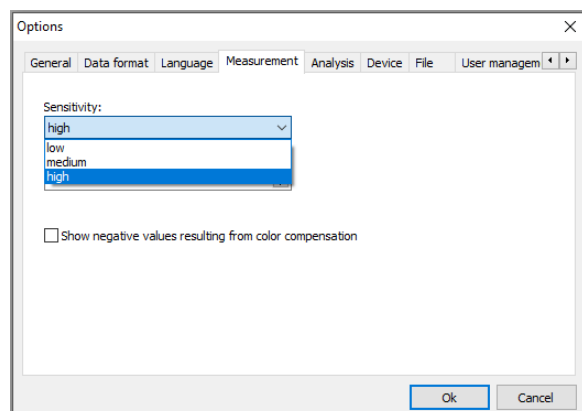 Options
General Data format Language Measurement Analysis Device File User managem
Sensitivity:
high
low
medium
high
Show negative values resulting from color compensation
Ok Cancel